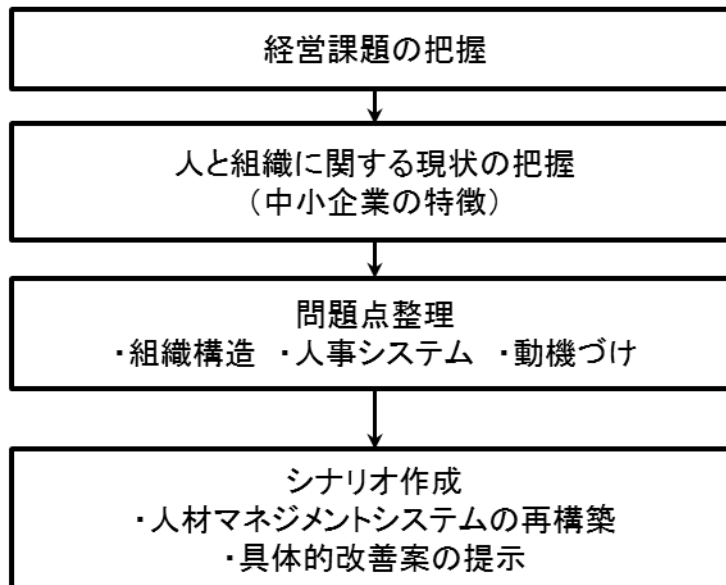 経営課題の把握
人と組織に関する現状の把握
（中小企業の特徴）
問題点整理
・組織構造　・人事システム　・動機づけ
シナリオ作成
・人材マネジメントシステムの再構築
・具体的改善案の提示